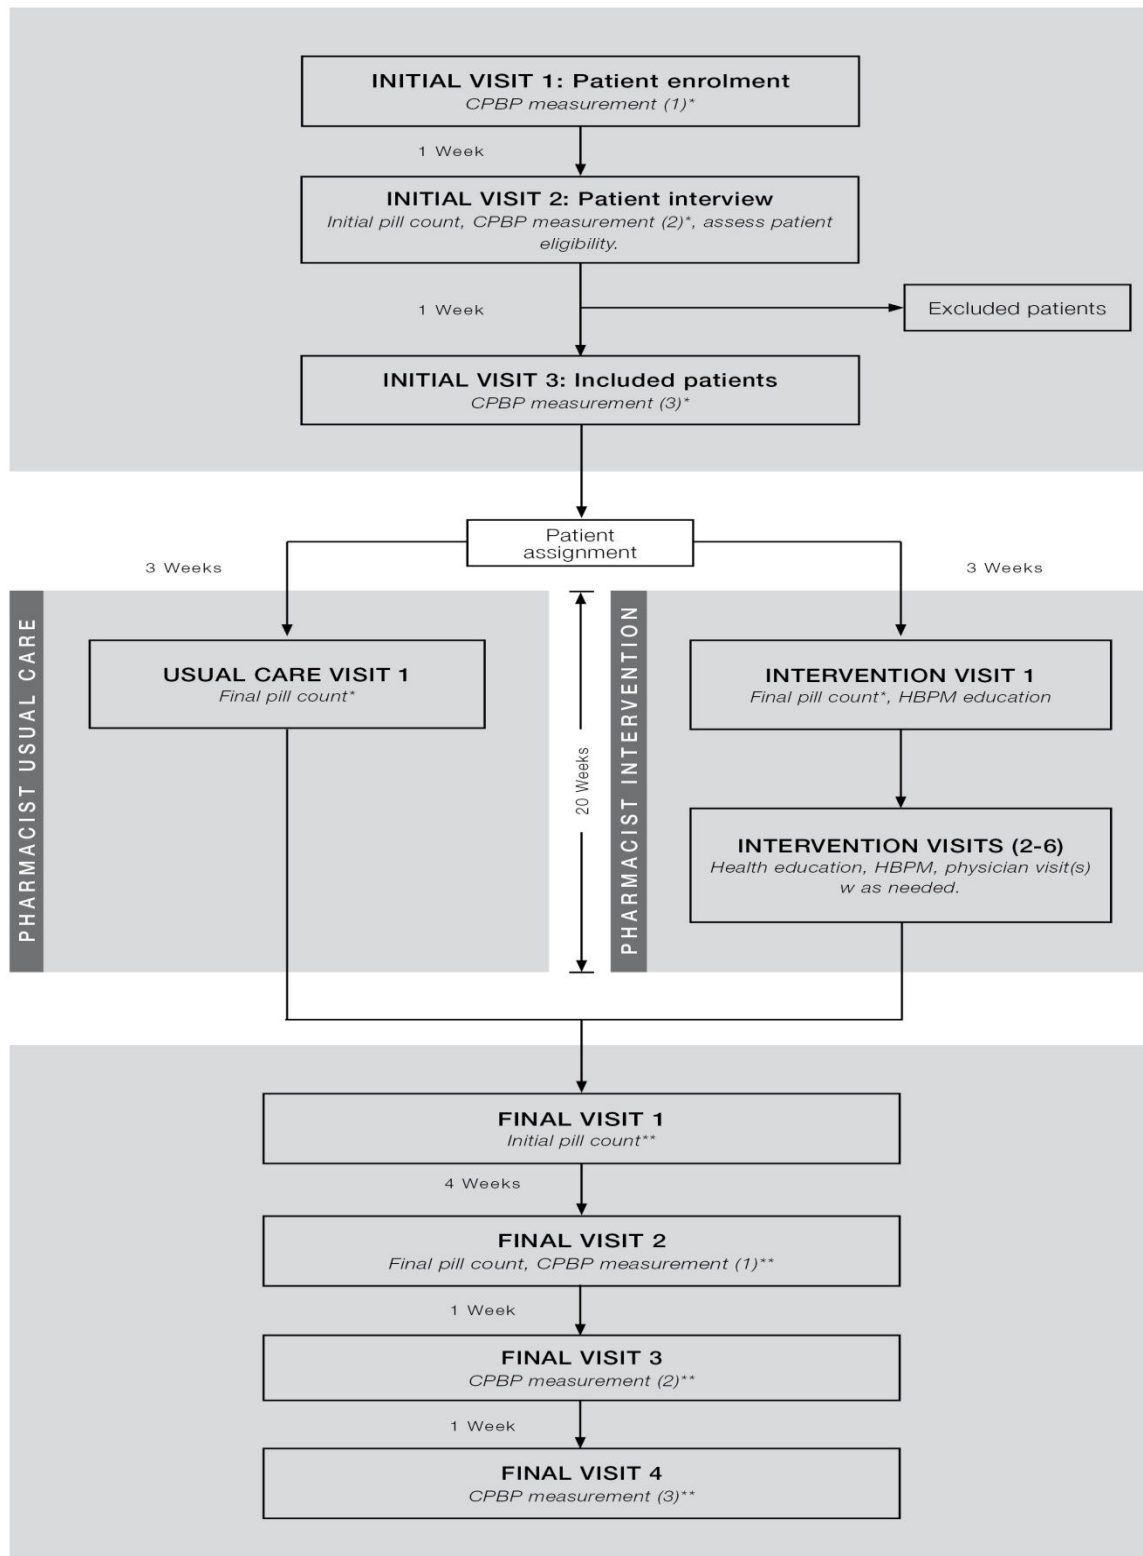 INITIAL VISIT 1: Patient enrolment
CPBP measurement (1)*
1 Week
INITIAL VISIT 2: Patient interview
Initial pill count, CPBP measurement (2)*, assess patient
eligibility.
1 Week
Excluded patients
INITIAL VISIT 3: Included patients
CPBP measurement (3)*
Patient
assignment
3 Weeks
3 Weeks
PHARMACIST USUAL CARE
USUAL CARE VISIT 1
Final pill count*
20 Weeks
PHARMACIST INTERVENTION
INTERVENTION VISIT 1
Final pill count*, HBPM education
INTERVENTION VISITS (2-6)
Health education, HBPM, physician visit(s)
w as needed.
FINAL VISIT 1
Initial pill count**
4 Weeks
FINAL VISIT 2
Final pill count, CPBP measurement (1)**
1 Week
FINAL VISIT 3
CPBP measurement (2)**
1 Week
FINAL VISIT 4
CPBP measurement (3)**